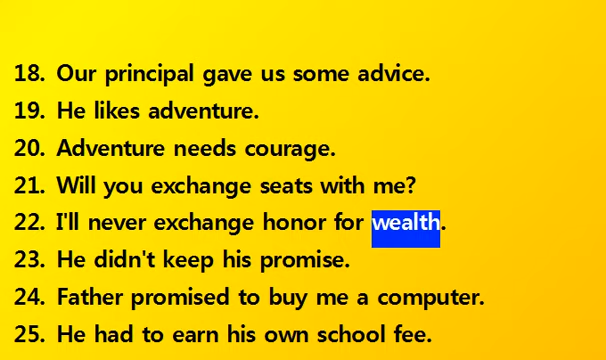 18. Our principal gave us some advice.
19. He likes adventure.
20. Adventure needs courage.
21. Will you exchange seats with me?
22. I'll never exchange honor for wealth.
23. He didn't keep his promise.
24. Father promised to buy me a computer.
25. He had to earn his own school fee.